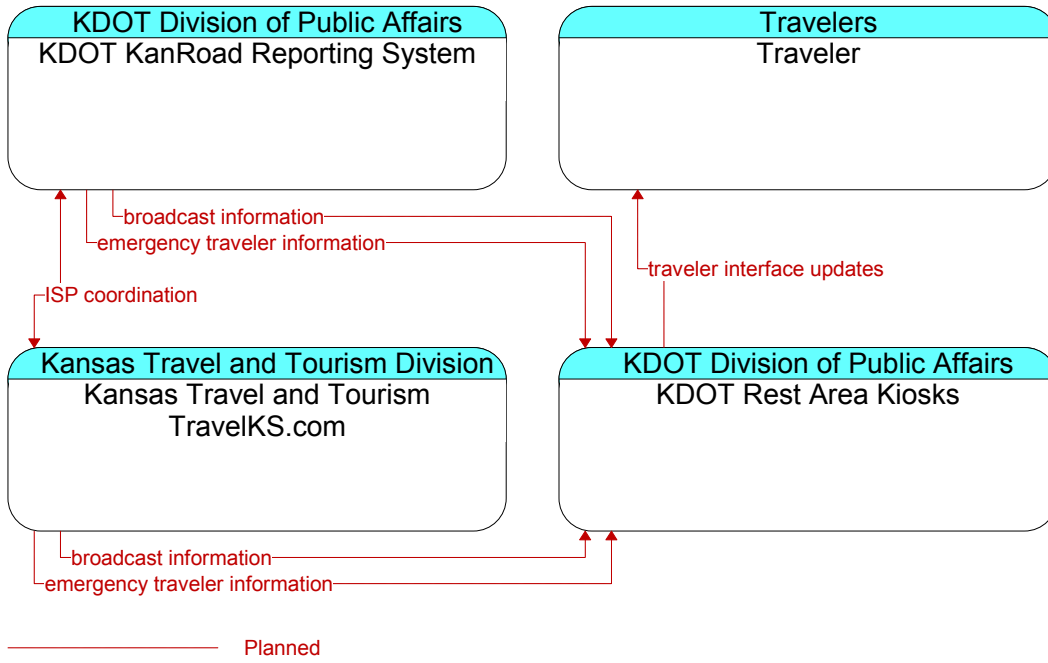 KDOT Division of Public Affairs
KDOT KanRoad Reporting System
Travelers
Traveler
broadcast information
emergency traveler information
traveler interface updates
ISP coordination
Kansas Travel and Tourism Division
Kansas Travel and Tourism
TravelKS.com
KDOT Division of Public Affairs
KDOT Rest Area Kiosks
broadcast information
emergency traveler information
Planned